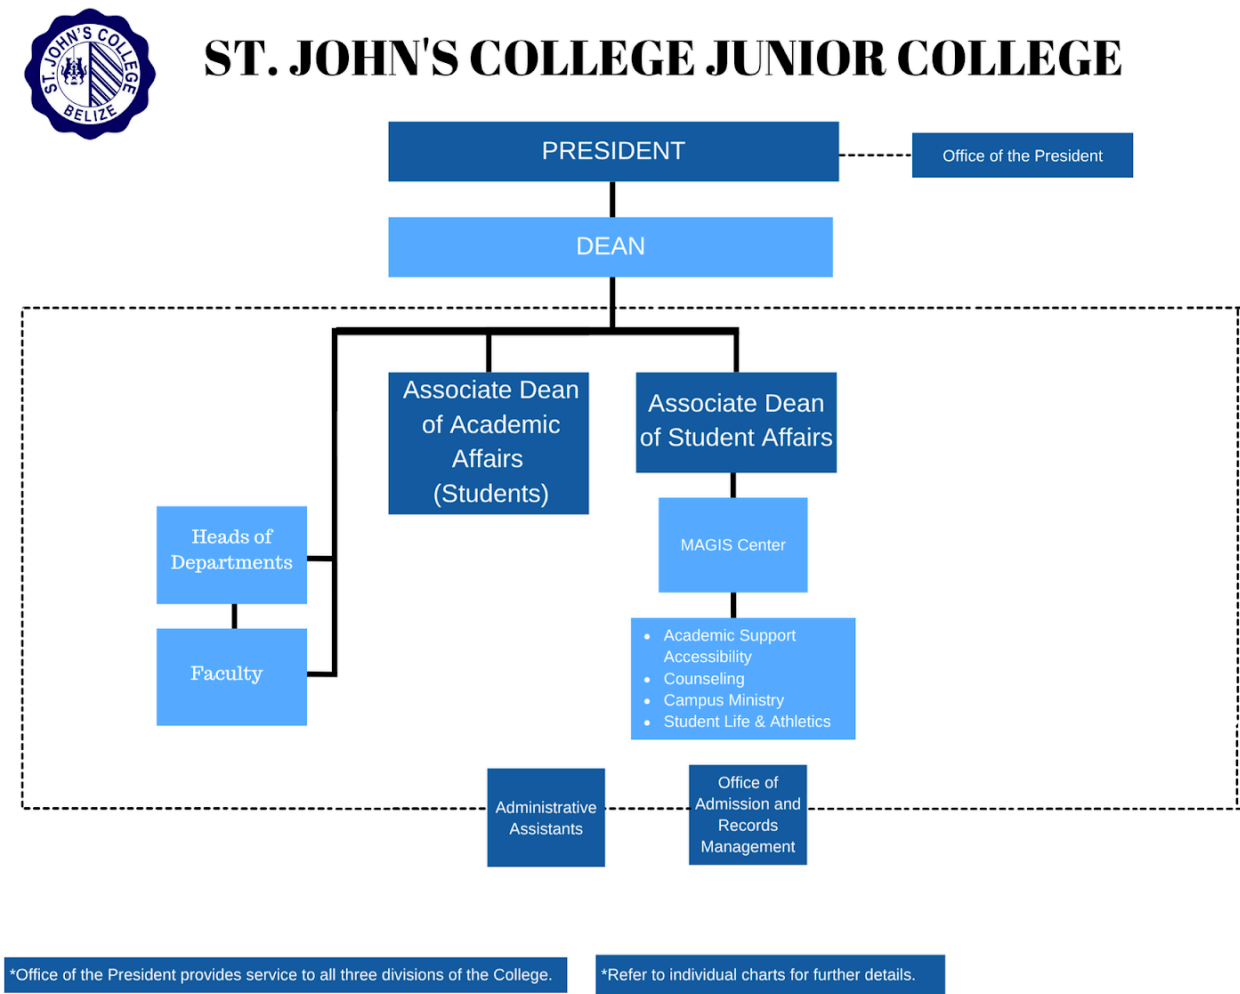 ST. JOHN'S COLLEGE
BELIZE
ST. JOHN'S COLLEGE JUNIOR COLLEGE
PRESIDENT
Office of the President
DEAN
Associate Dean
of Academic
Affairs
(Students)
Associate Dean
of Student Affairs
Heads of
Departments
MAGIS Center
Faculty
• Academic Support
Accessibility
• Counseling
• Campus Ministry
• Student Life & Athletics
Administrative
Assistants
Office of
Admission and
Records
Management
*Office of the President provides service to all three divisions of the College.
*Refer to individual charts for further details.